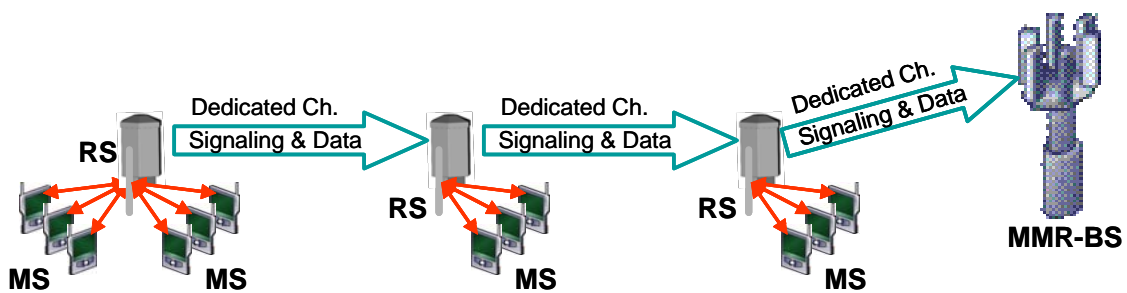 Dedicated Ch.
Signaling & Data
Dedicated Ch.
Signaling & Data
Dedicated Ch.
Signaling & Data
RS
RS
RS
MS
MS
MS
MS
MMR-BS